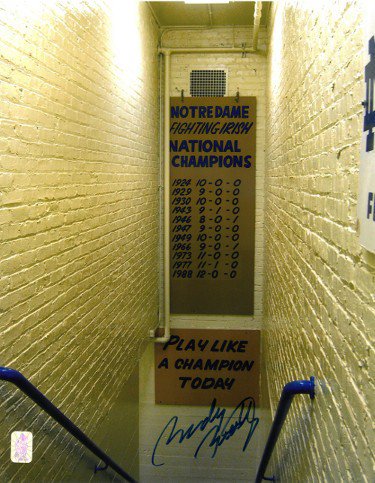 NOTRE DAME
FIGHTING IRISH
NATIONAL
CHAMPIONS
1924 10-0-0
1929 9-0-0
1930 10-0-0
1943 9-1-0
1946 8-0-1
1947 9-0-0
1949 10-0-0
1966 9-0-1
1973 11-0-0
1977 11-1-0
1988 12-0-0
PLAY LIKE
A CHAMPION
TODAY